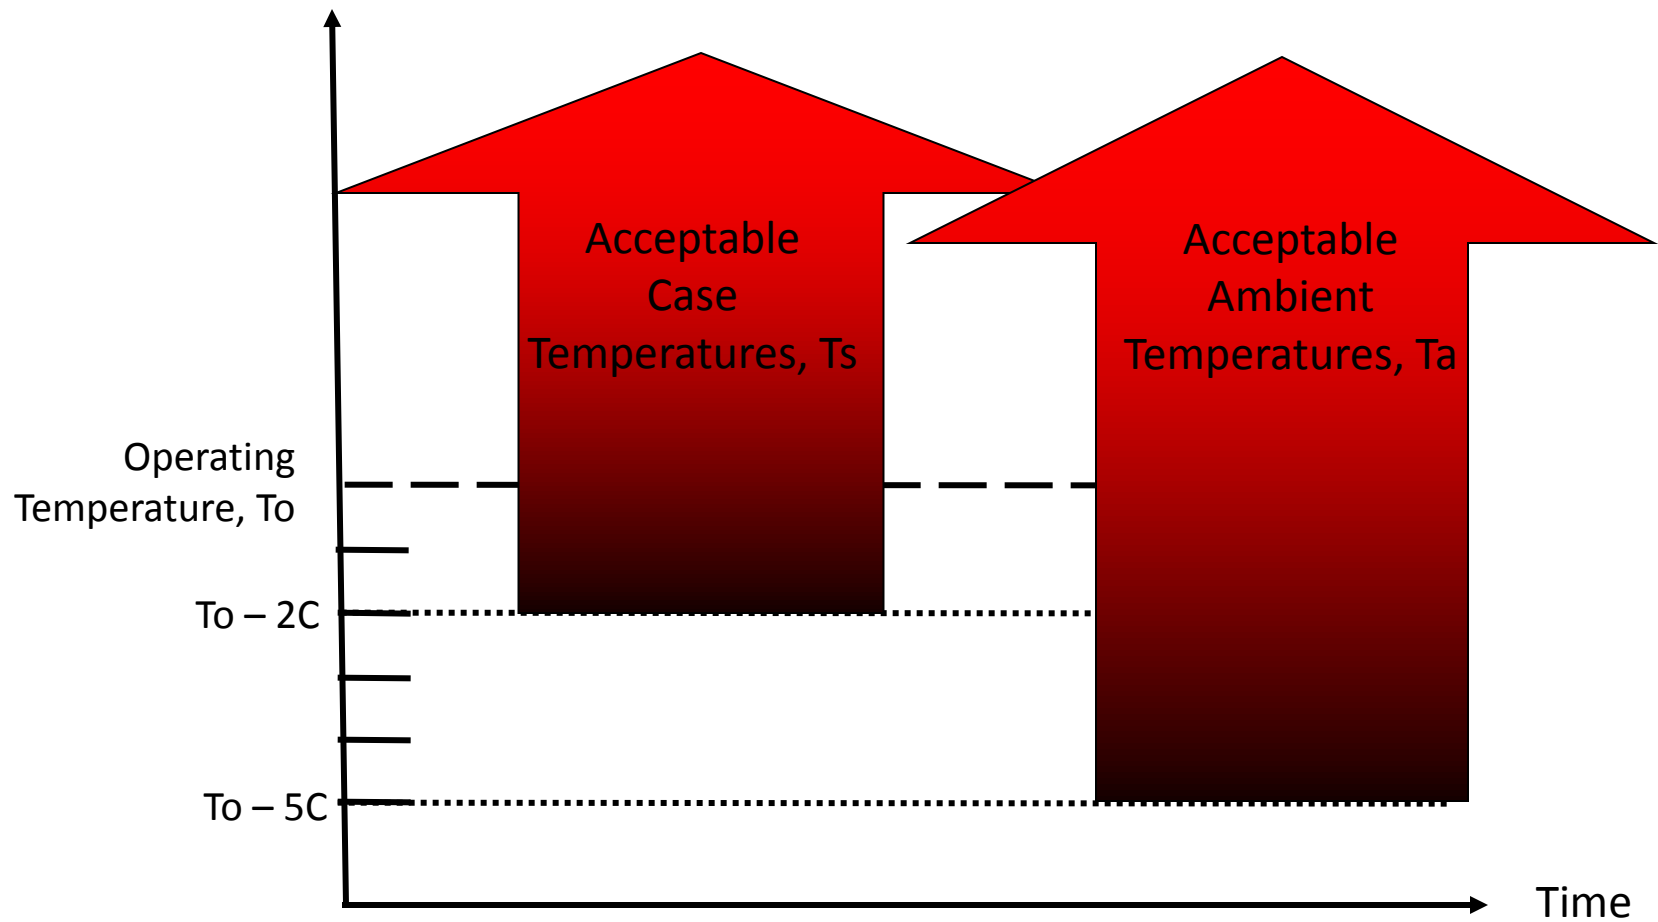 Acceptable
Case
Temperatures, Ts
Acceptable
Ambient
Temperatures, Ta
Operating
Temperature, To
To – 2C
To – 5C
Time